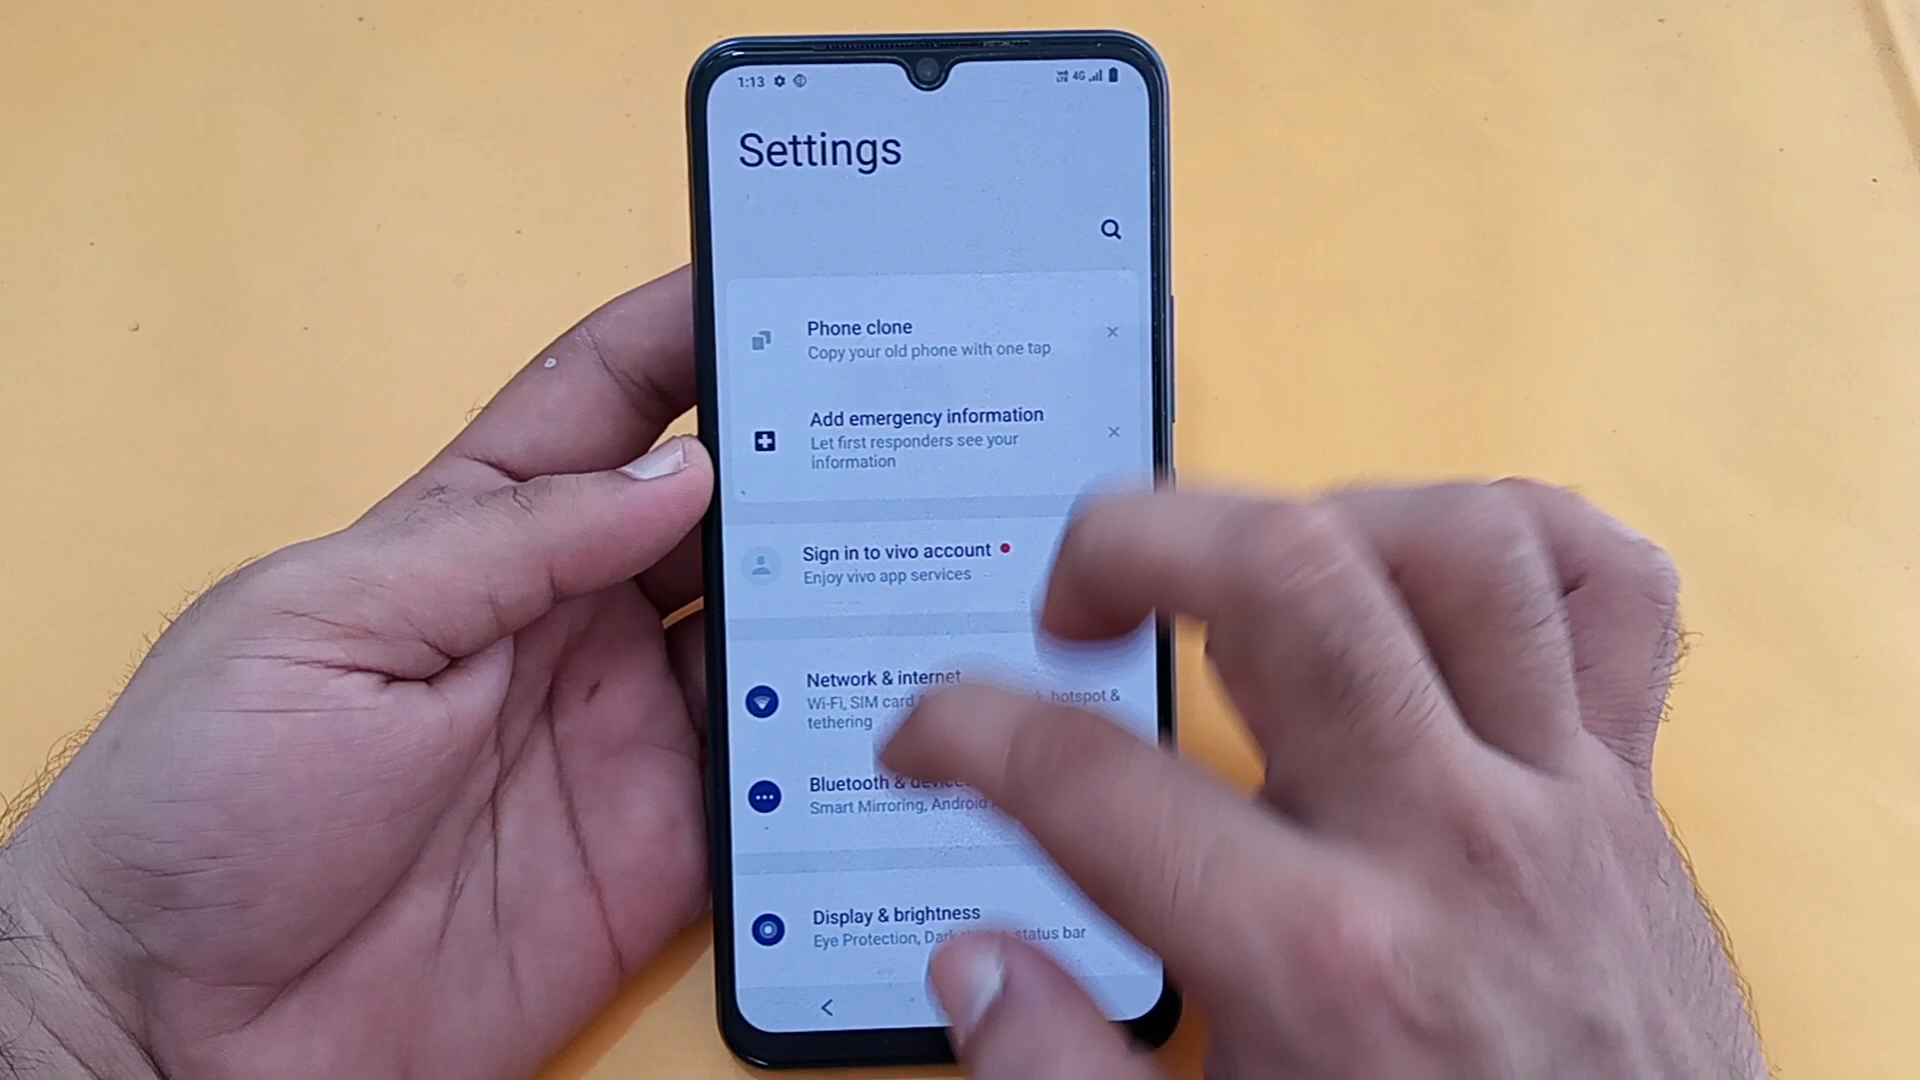 1:13
VoLTE 4G
Settings
Phone clone
Copy your old phone with one tap
Add emergency information
Let first responders see your
information
Sign in to vivo account
Enjoy vivo app services
Network & internet
Wi-Fi, SIM card hotspot &
tethering
Bluetooth & devices
Smart Mirroring, Android
Display & brightness
Eye Protection, status bar